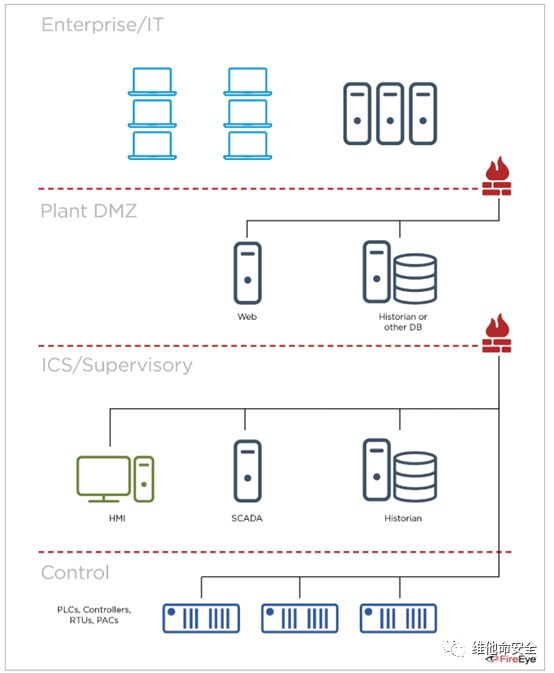 Enterprise/IT
Plant DMZ
Web
Historian or
other DB
ICS/Supervisory
HMI
SCADA
Historian
Control
PLCs, Controllers,
RTUs, PACs
维他命安全
FireEye